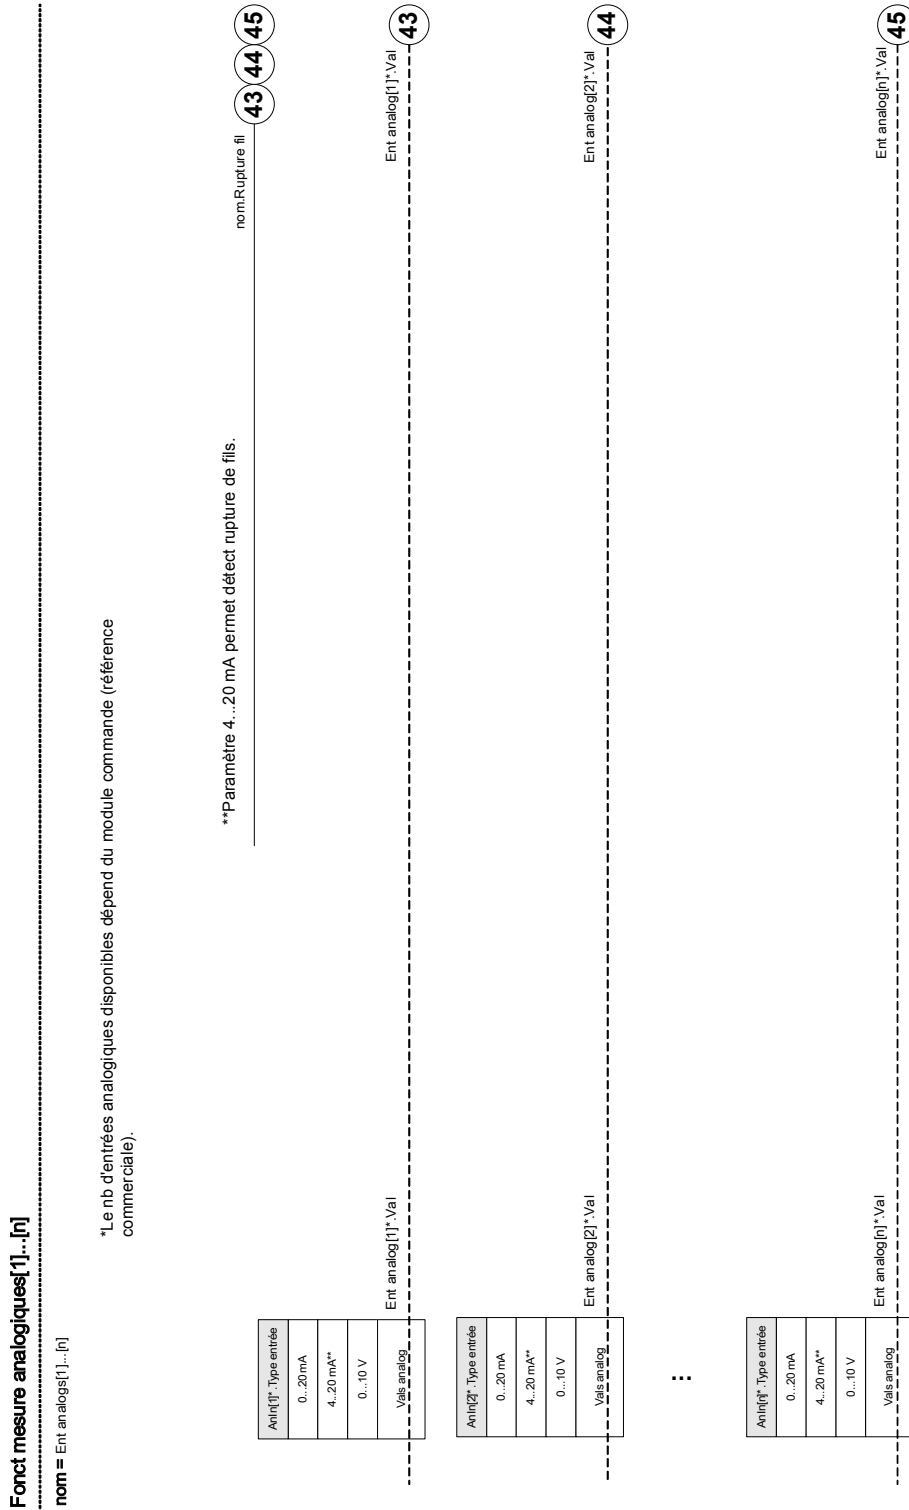 Fonct mesure analogiques[1]...[n]
nom = Ent analogs[1]...[n]
*Le nb d'entrées analogiques disponibles dépend du module commande (référence
commerciale).
**Paramètre 4...20 mA permet détect rupture de fils.
nom.Rupture fil
43 44 45
AnIn[1]*.Type entrée
0...20 mA
4...20 mA**
0...10 V
Vals analog
Ent analog[1]*.Val
Ent analog[1]*.Val
43
AnIn[2]*.Type entrée
0...20 mA
4...20 mA**
0...10 V
Vals analog
Ent analog[2]*.Val
Ent analog[2]*.Val
44
...
AnIn[n]*.Type entrée
0...20 mA
4...20 mA**
0...10 V
Vals analog
Ent analog[n]*.Val
Ent analog[n]*.Val
45